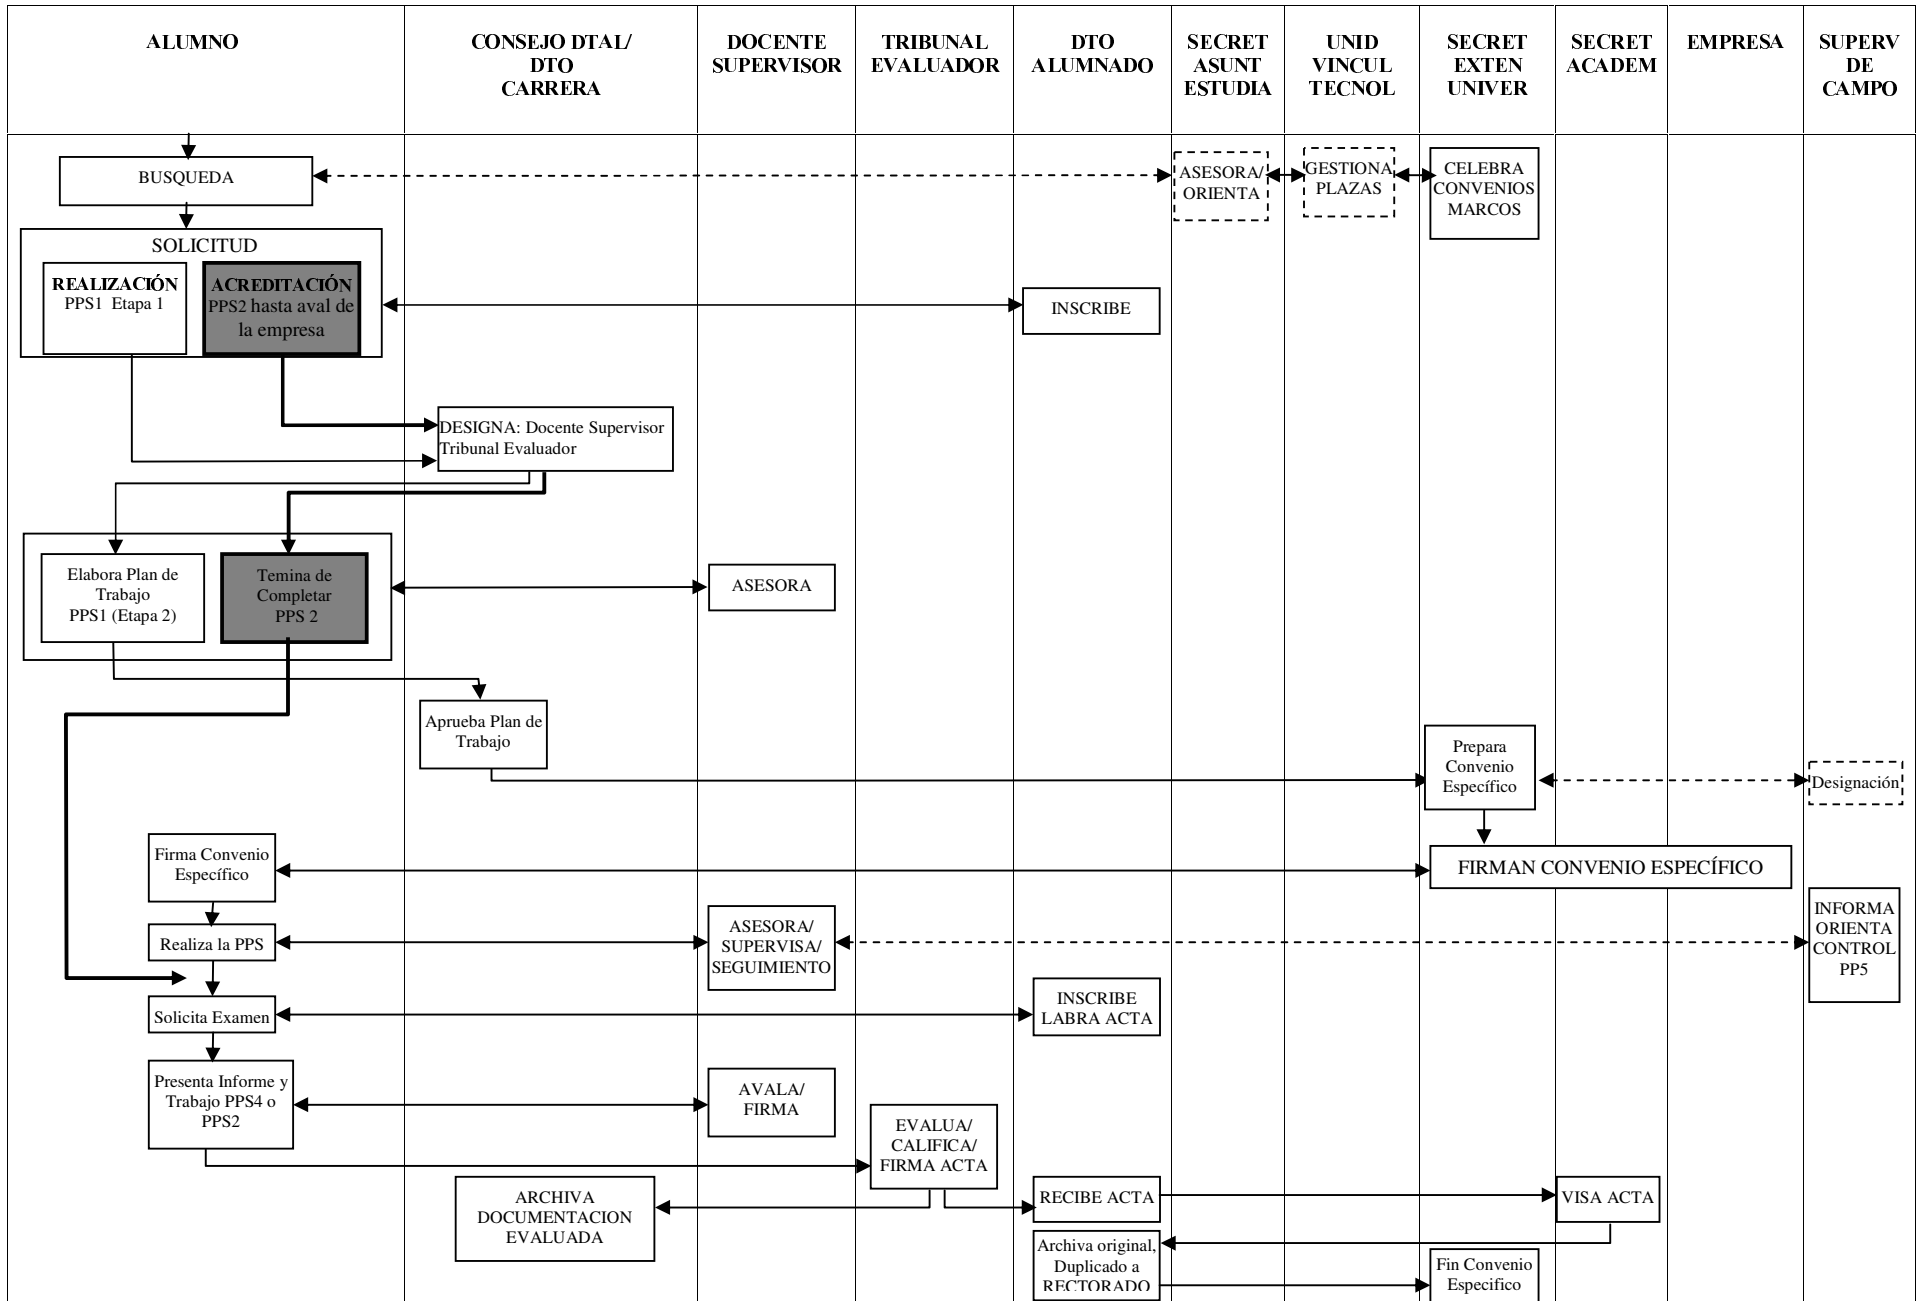 ALUMNO
CONSEJO DTAL/
DTO
CARRERA
DOCENTE
SUPERVISOR
TRIBUNAL
EVALUADOR
DTO
ALUMNADO
SECRET
ASUNT
ESTUDIA
UNID
VINCUL
TECNOL
SECRET
EXTEN
UNIVER
SECRET
ACADEM
EMPRESA
SUPERV
DE
CAMPO
BUSQUEDA
ASESORA/
ORIENTA
GESTIONA
PLAZAS
CELEBRA
CONVENIOS
MARCOS
SOLICITUD
REALIZACIÓN
PPS1 Etapa 1
ACREDITACIÓN
PPS2 hasta aval de
la empresa
INSCRIBE
DESIGNA: Docente Supervisor
Tribunal Evaluador
Elabora Plan de
Trabajo
PPS1 (Etapa 2)
Temina de
Completar
PPS 2
ASESORA
Aprueba Plan de
Trabajo
Prepara
Convenio
Específico
Designación
Firma Convenio
Específico
FIRMAN CONVENIO ESPECÍFICO
Realiza la PPS
ASESORA/
SUPERVISA/
SEGUIMIENTO
INFORMA
ORIENTA
CONTROL
PP5
Solicita Examen
INSCRIBE
LABRA ACTA
Presenta Informe y
Trabajo PPS4 o
PPS2
AVALA/
FIRMA
EVALUA/
CALIFICA/
FIRMA ACTA
ARCHIVA
DOCUMENTACION
EVALUADA
RECIBE ACTA
VISA ACTA
Archiva original,
Duplicado a
RECTORADO
Fin Convenio
Especifico